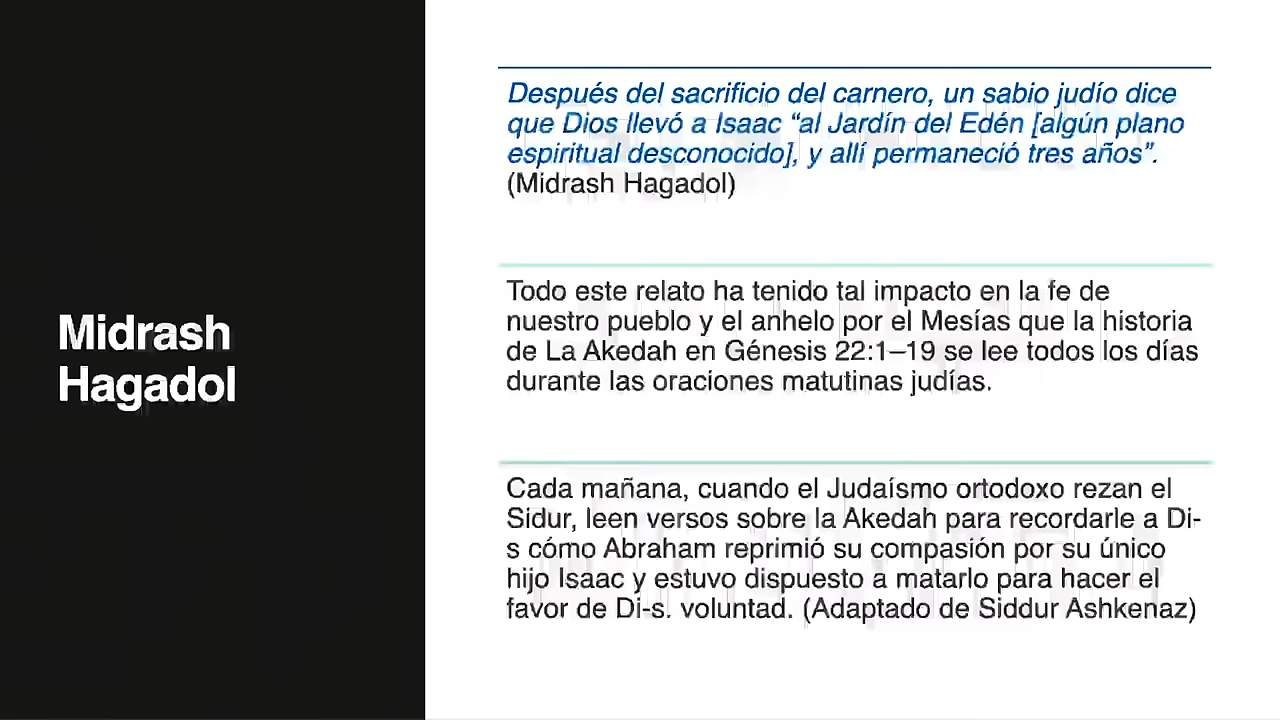 Midrash
Hagadol
Después del sacrificio del carnero, un sabio judío dice
que Dios llevó a Isaac “al Jardín del Edén [algún plano
espiritual desconocido], y allí permaneció tres años”.
(Midrash Hagadol)
Todo este relato ha tenido tal impacto en la fe de
nuestro pueblo y el anhelo por el Mesías que la historia
de La Akedah en Génesis 22:1–19 se lee todos los días
durante las oraciones matutinas judías.
Cada mañana, cuando el Judaísmo ortodoxo rezan el
Sidur, leen versos sobre la Akedah para recordarle a Di-
s cómo Abraham reprimió su compasión por su único
hijo Isaac y estuvo dispuesto a matarlo para hacer el
favor de Di-s. voluntad. (Adaptado de Siddur Ashkenaz)